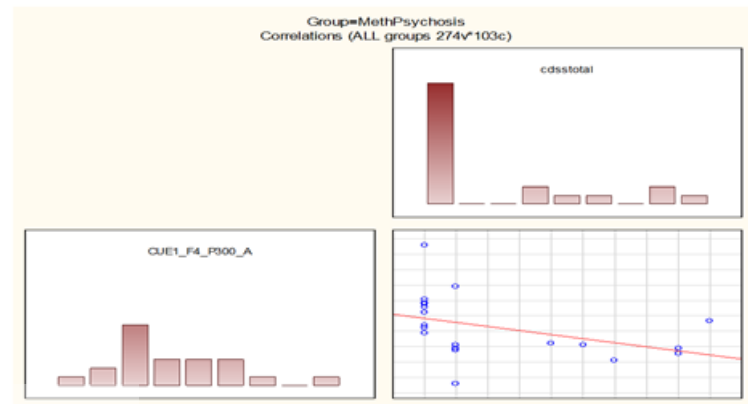 Group=MethPsychosis
Correlations (ALL groups 274v*103c)
cdsstotal
CUE1_F4_P300_A